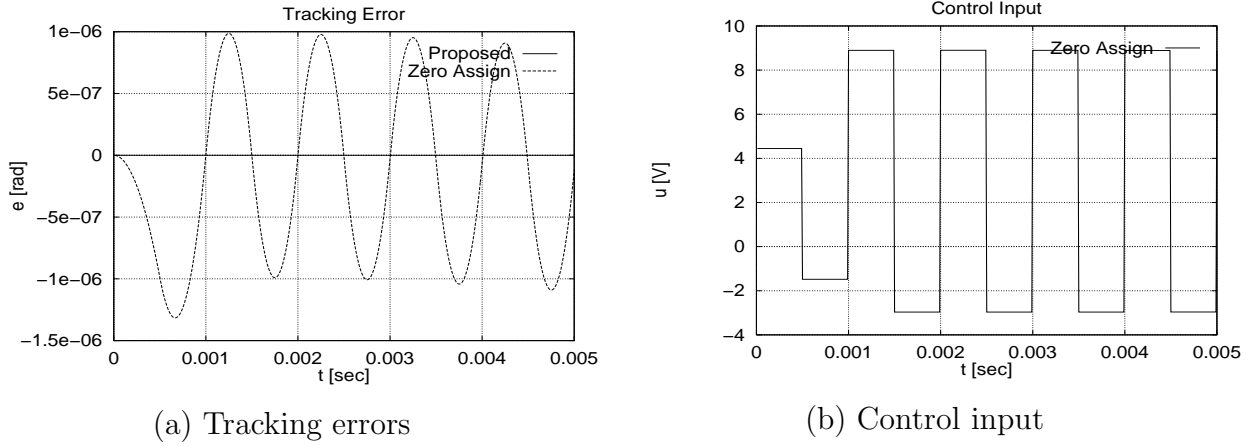 Tracking Error
1e-06
5e-07
0
−5e-07
−1e-06
−1.5e-06
e [rad]
Proposed
Zero Assign
0 0.001 0.002 0.003 0.004 0.005
t [sec]
(a) Tracking errors
Control Input
10
8
6
4
2
0
−2
−4
u [V]
Zero Assign
0 0.001 0.002 0.003 0.004 0.005
t [sec]
(b) Control input